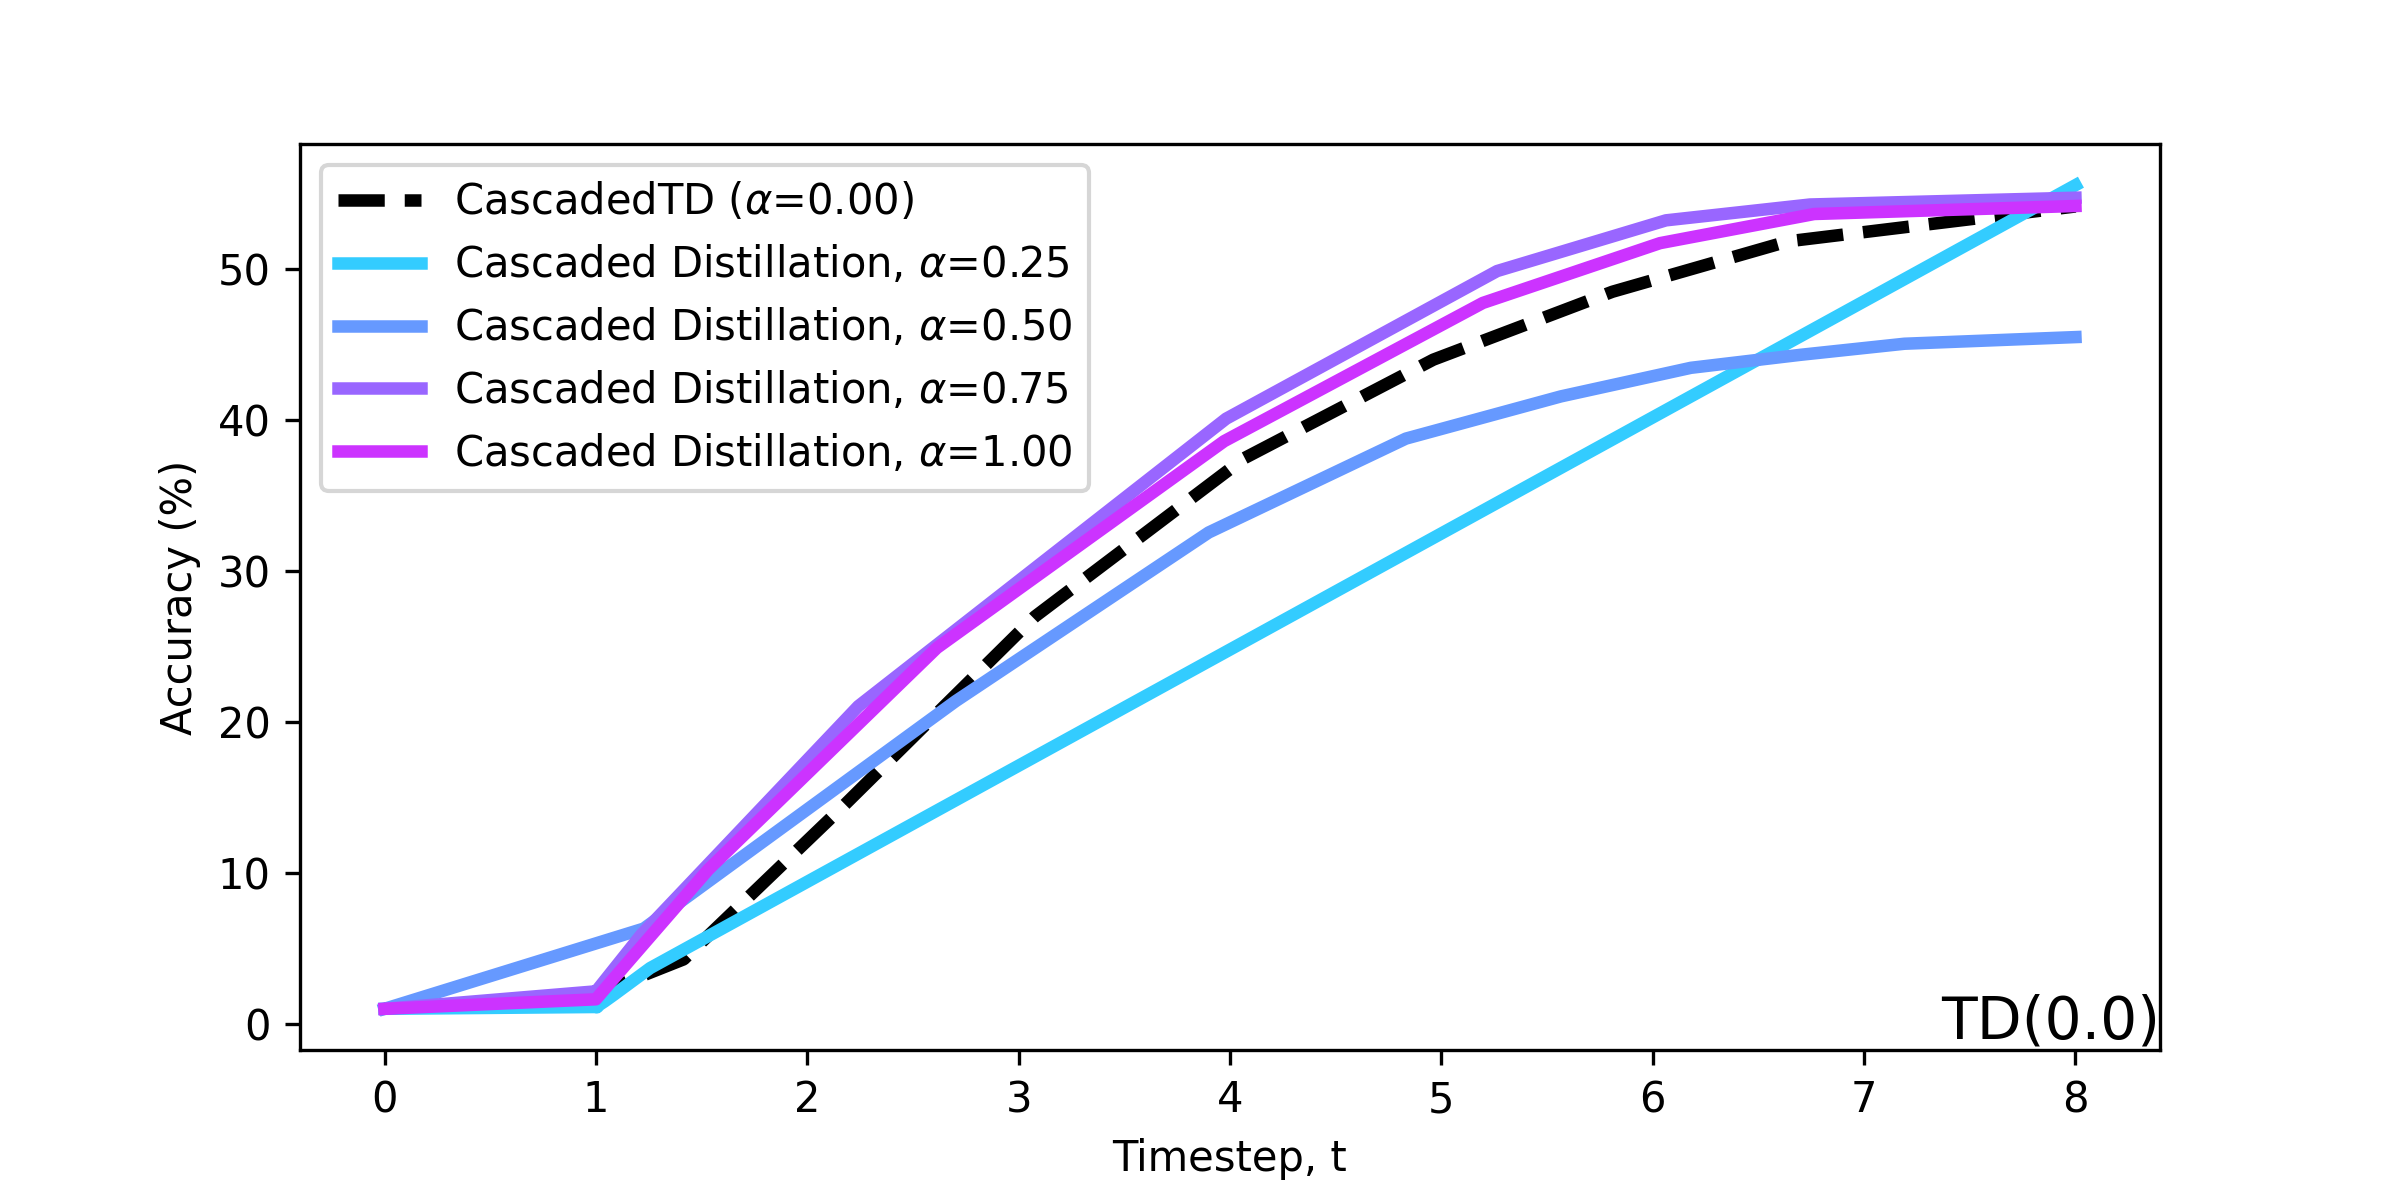 CascadedTD (α=0.00)
Cascaded Distillation, α=0.25
Cascaded Distillation, α=0.50
Cascaded Distillation, α=0.75
Cascaded Distillation, α=1.00
50
40
30
20
10
0
Accuracy (%)
TD(0.0)
0 1 2 3 4 5 6 7 8
Timestep, t